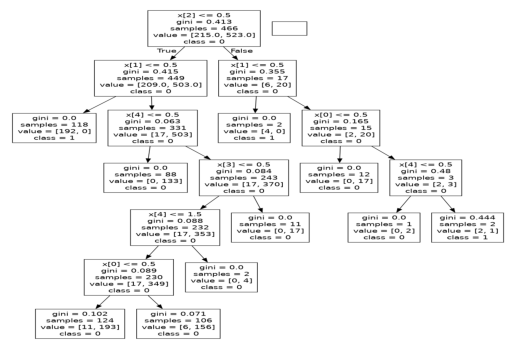 x[2] <= 0.5
gini = 0.413
samples = 466
value = [215.0, 523.0]
class = 0
True
False
x[1] <= 0.5
gini = 0.415
samples = 449
value = [209.0, 503.0]
class = 0
x[1] <= 0.5
gini = 0.355
samples = 17
value = [6, 20]
class = 0
gini = 0.0
samples = 118
value = [192, 0]
class = 1
x[4] <= 0.5
gini = 0.063
samples = 331
value = [17, 503]
class = 0
gini = 0.0
samples = 2
value = [4, 0]
class = 1
x[0] <= 0.5
gini = 0.165
samples = 15
value = [2, 20]
class = 0
gini = 0.0
samples = 88
value = [0, 133]
class = 0
x[3] <= 0.5
gini = 0.084
samples = 243
value = [17, 370]
class = 0
gini = 0.0
samples = 12
value = [0, 17]
class = 0
x[4] <= 0.5
gini = 0.48
samples = 3
value = [2, 3]
class = 0
x[4] <= 1.5
gini = 0.088
samples = 232
value = [17, 353]
class = 0
gini = 0.0
samples = 11
value = [0, 17]
class = 0
gini = 0.0
samples = 1
value = [0, 2]
class = 0
gini = 0.444
samples = 2
value = [2, 1]
class = 1
x[0] <= 0.5
gini = 0.089
samples = 230
value = [17, 349]
class = 0
gini = 0.0
samples = 2
value = [0, 4]
class = 0
gini = 0.102
samples = 124
value = [11, 193]
class = 0
gini = 0.071
samples = 106
value = [6, 156]
class = 0